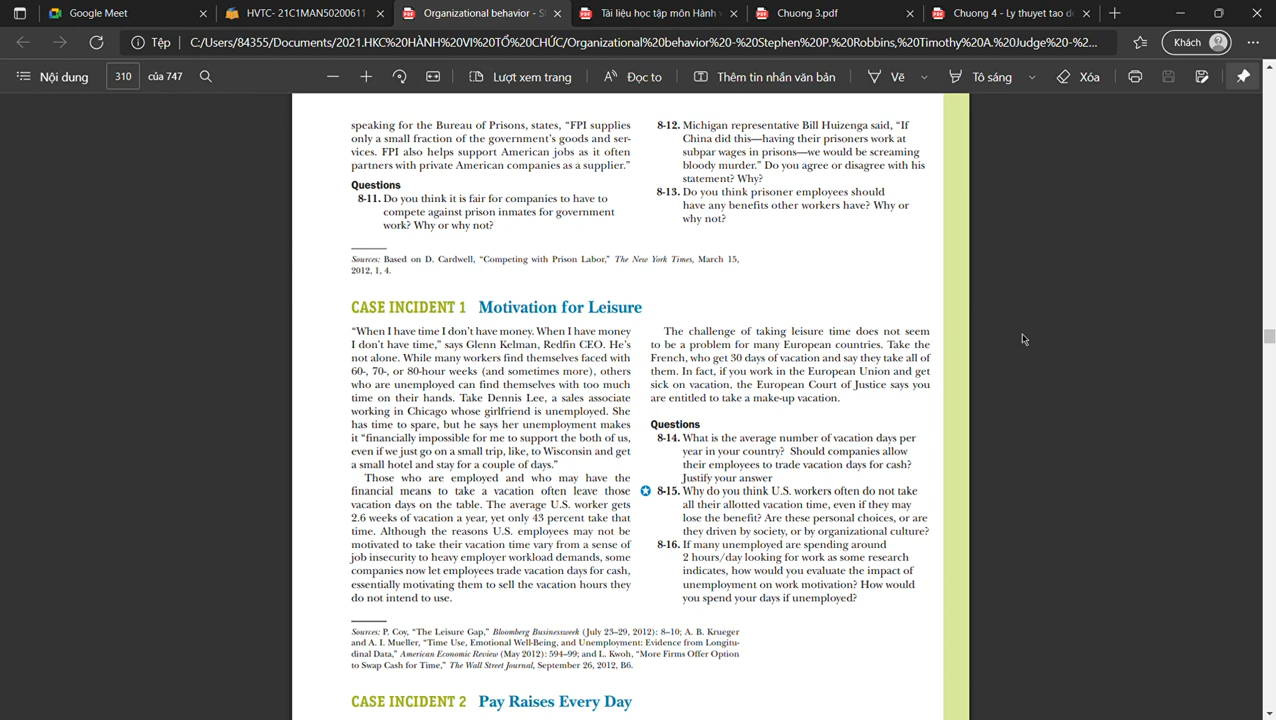 Google Meet
HVTC- 21C1MAN50200611
Organizational behavior - S
Tài liệu học tập môn Hành v
Chuong 3.pdf
Chuong 4 - Ly thuyet tao d
Tệp
C:/Users/84355/Documents/2021.HKC%20HÀNH%20VI%20TỔ%20CHỨC/Organizational%20behavior%20-%20Stephen%20P.%20Robbins,%20Timothy%20A.%20Judge%20-%2...
Khách
Nội dung
310
của 747
Lượt xem trang
Đọc to
Thêm tin nhắn văn bản
Vẽ
Tô sáng
Xóa
speaking for the Bureau of Prisons, states, “FPI supplies
only a small fraction of the government’s goods and ser-
vices. FPI also helps support American jobs as it often
partners with private American companies as a supplier.”
Questions
8-11. Do you think it is fair for companies to have to
compete against prison inmates for government
work? Why or why not?
8-12. Michigan representative Bill Huizenga said, “If
China did this—having their prisoners work at
subpar wages in prisons—we would be screaming
bloody murder.” Do you agree or disagree with his
statement? Why?
8-13. Do you think prisoner employees should
have any benefits other workers have? Why or
why not?
Sources: Based on D. Cardwell, “Competing with Prison Labor,” The New York Times, March 15,
2012, 1, 4.
CASE INCIDENT 1 Motivation for Leisure
“When I have time I don’t have money. When I have money
I don’t have time,” says Glenn Kelman, Redfin CEO. He’s
not alone. While many workers find themselves faced with
60-, 70-, or 80-hour weeks (and sometimes more), others
who are unemployed can find themselves with too much
time on their hands. Take Dennis Lee, a sales associate
working in Chicago whose girlfriend is unemployed. She
has time to spare, but he says her unemployment makes
it “financially impossible for me to support the both of us,
even if we just go on a small trip, like, to Wisconsin and get
a small hotel and stay for a couple of days.”
Those who are employed and who may have the
financial means to take a vacation often leave those
vacation days on the table. The average U.S. worker gets
2.6 weeks of vacation a year, yet only 43 percent take that
time. Although the reasons U.S. employees may not be
motivated to take their vacation time vary from a sense of
job insecurity to heavy employer workload demands, some
companies now let employees trade vacation days for cash,
essentially motivating them to sell the vacation hours they
do not intend to use.
The challenge of taking leisure time does not seem
to be a problem for many European countries. Take the
French, who get 30 days of vacation and say they take all of
them. In fact, if you work in the European Union and get
sick on vacation, the European Court of Justice says you
are entitled to take a make-up vacation.
Questions
8-14. What is the average number of vacation days per
year in your country? Should companies allow
their employees to trade vacation days for cash?
Justify your answer
8-15. Why do you think U.S. workers often do not take
all their allotted vacation time, even if they may
lose the benefit? Are these personal choices, or are
they driven by society, or by organizational culture?
8-16. If many unemployed are spending around
2 hours/day looking for work as some research
indicates, how would you evaluate the impact of
unemployment on work motivation? How would
you spend your days if unemployed?
Sources: P. Coy, “The Leisure Gap,” Bloomberg Businessweek (July 23–29, 2012): 8–10; A. B. Krueger
and A. I. Mueller, “Time Use, Emotional Well-Being, and Unemployment: Evidence from Longitu-
dinal Data,” American Economic Review (May 2012): 594–99; and L. Kwoh, “More Firms Offer Option
to Swap Cash for Time,” The Wall Street Journal, September 26, 2012, B6.
CASE INCIDENT 2 Pay Raises Every Day